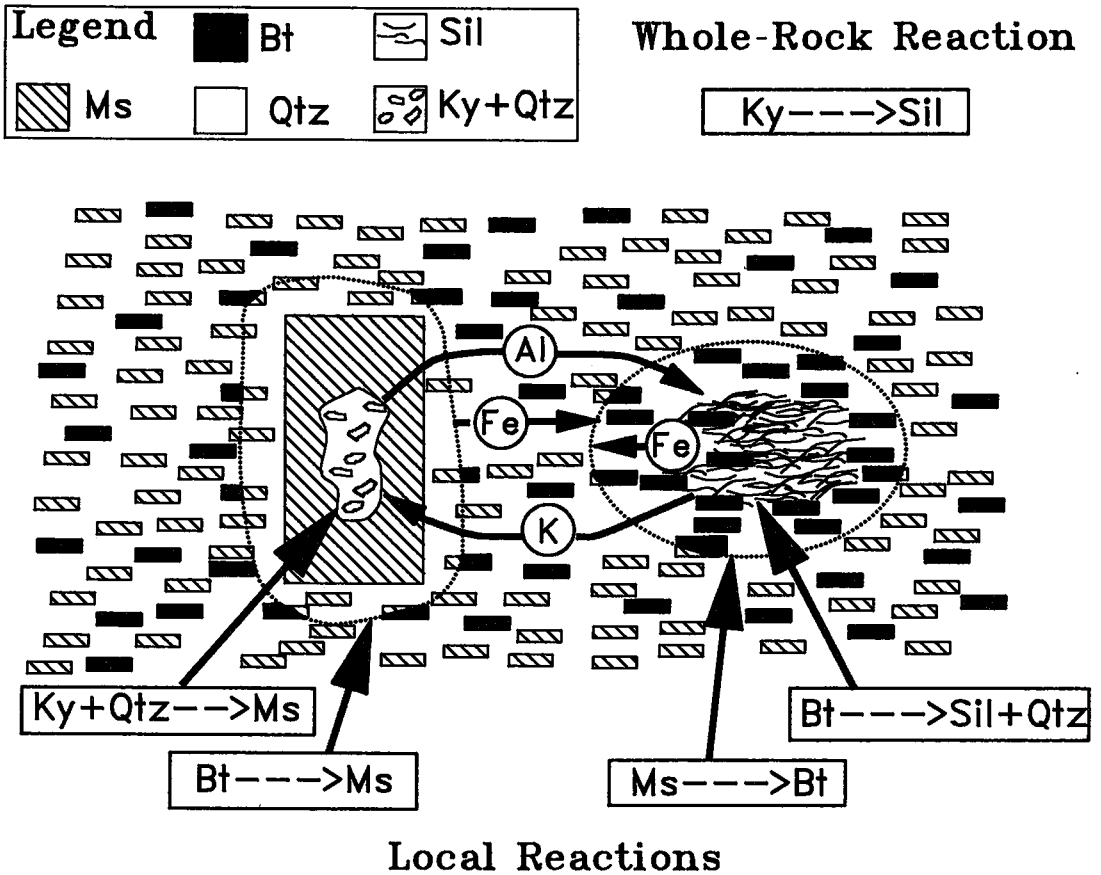 Legend
Bt
Sil
Ms
Qtz
Ky+Qtz
Whole-Rock Reaction
Ky--->Sil
Al
Fe
Fe
K
Ky+Qtz-->Ms
Bt--->Ms
Ms--->Bt
Bt--->Sil+Qtz
Local Reactions